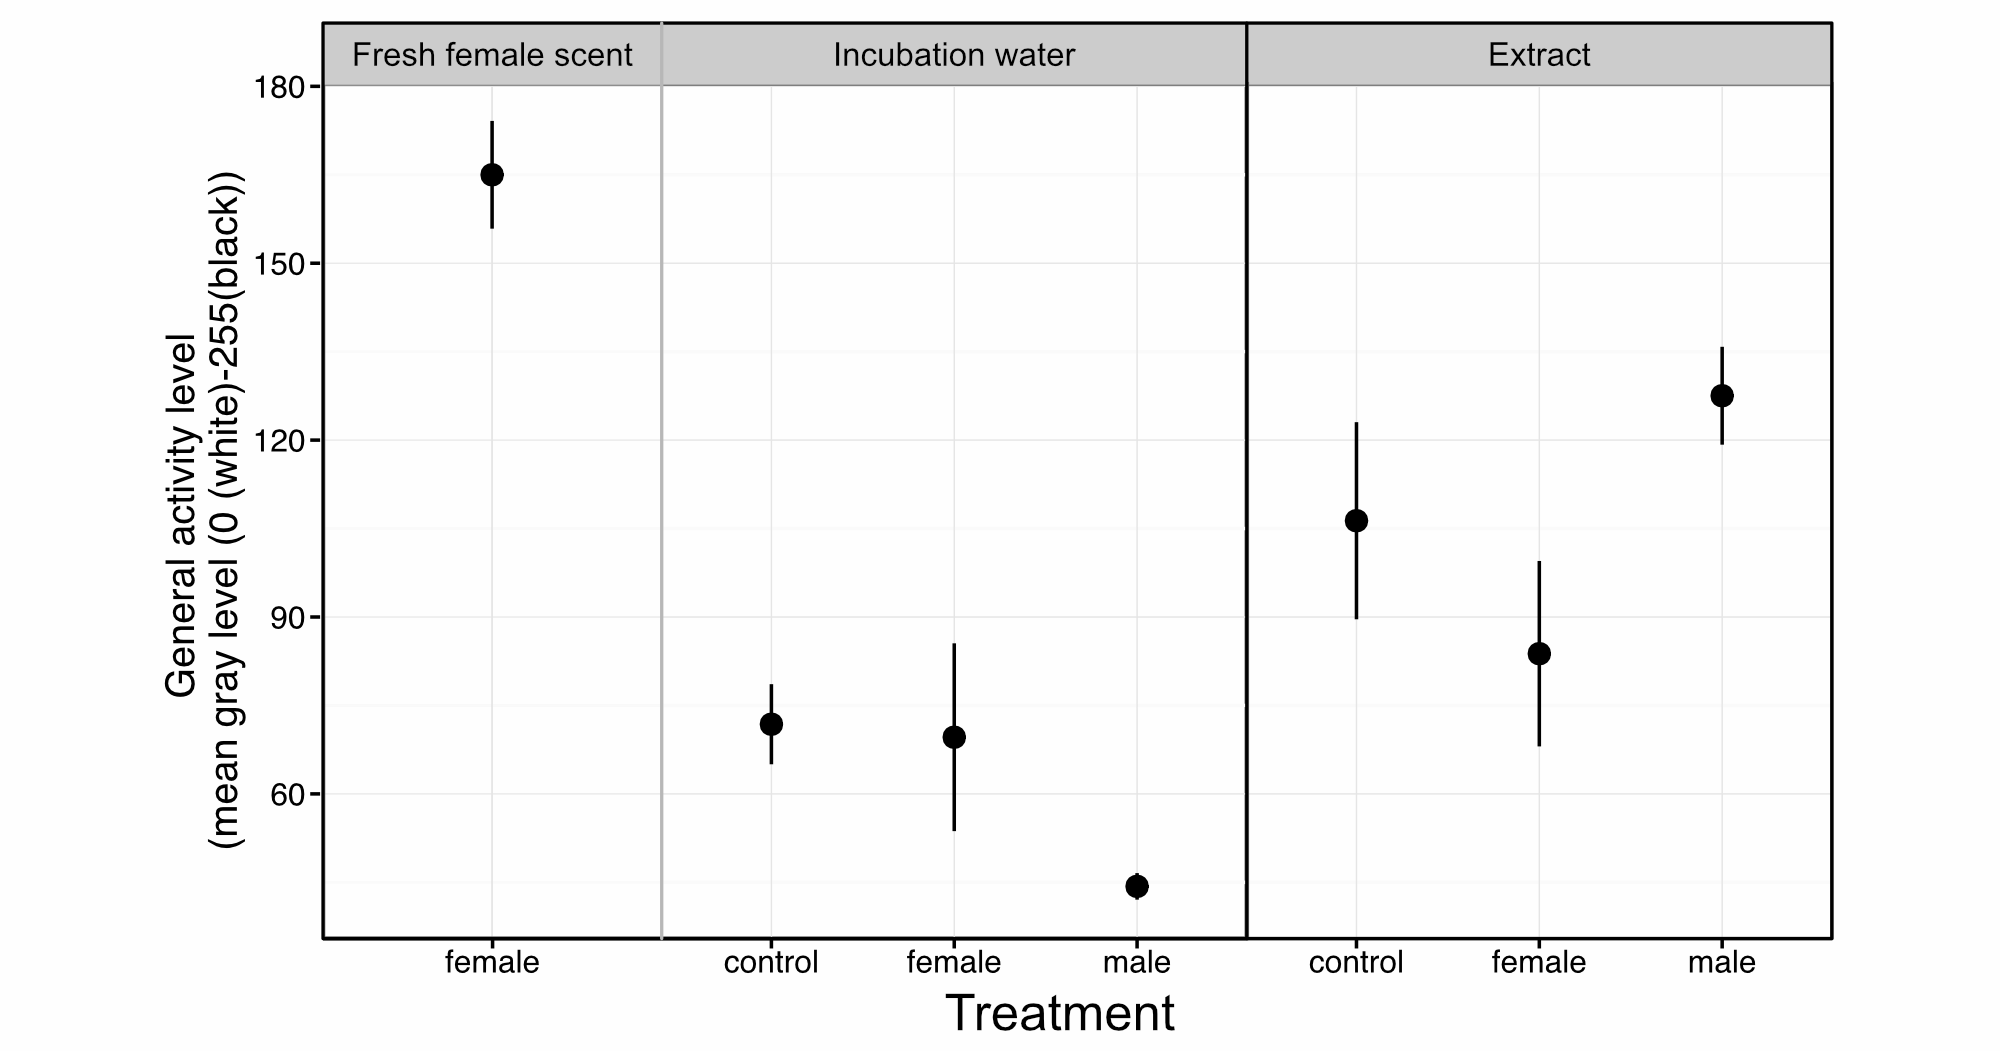 Fresh female scent
Incubation water
Extract
General activity level
(mean gray level (0 (white)-255(black))
180
150
120
90
60
female
control
female
male
control
female
male
Treatment